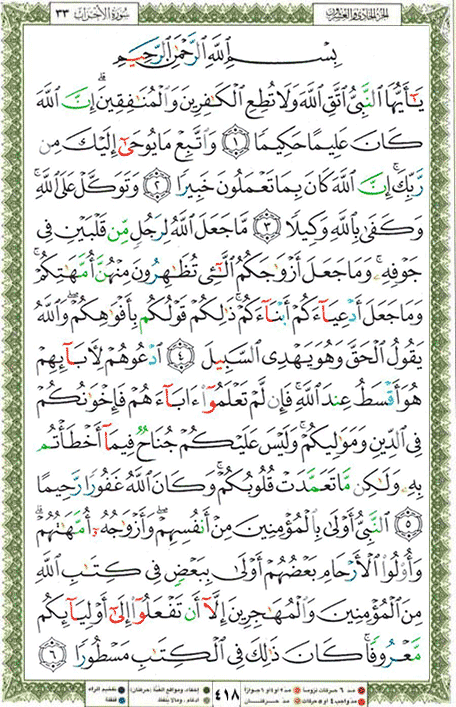 الجزء الحادي والعشرون
سُورَةُ الأَحْزَابِ ٣٣
بِسْمِ اللَّهِ الرَّحْمَٰنِ الرَّحِيمِ
يَٰٓأَيُّهَا ٱلنَّبِىُّ ٱتَّقِ ٱللَّهَ وَلَا تُطِعِ ٱلْكَٰفِرِينَ وَٱلْمُنَٰفِقِينَ ۗ إِنَّ ٱللَّهَ
كَانَ عَلِيمًا حَكِيمًا ١ وَٱتَّبِعْ مَا يُوحَىٰٓ إِلَيْكَ مِن
رَّبِّكَ ۚ إِنَّ ٱللَّهَ كَانَ بِمَا تَعْمَلُونَ خَبِيرًا ٢ وَتَوَكَّلْ عَلَى ٱللَّهِ ۚ
وَكَفَىٰ بِٱللَّهِ وَكِيلًا ٣ مَّا جَعَلَ ٱللَّهُ لِرَجُلٍ مِّن قَلْبَيْنِ فِى
جَوْفِهِۦ ۚ وَمَا جَعَلَ أَزْوَٰجَكُمُ ٱلَّٰٓـِٔى تُظَٰهِرُونَ مِنْهُنَّ أُمَّهَٰتِكُمْ ۚ
وَمَا جَعَلَ أَدْعِيَآءَكُمْ أَبْنَآءَكُمْ ۚ ذَٰلِكُمْ قَوْلُكُم بِأَفْوَٰهِكُمْ ۖ وَٱللَّهُ
يَقُولُ ٱلْحَقَّ وَهُوَ يَهْدِى ٱلسَّبِيلَ ٤ ٱدْعُوهُمْ لِءَابَآئِهِمْ
هُوَ أَقْسَطُ عِندَ ٱللَّهِ ۚ فَإِن لَّمْ تَعْلَمُوٓا۟ ءَابَآءَهُمْ فَإِخْوَٰنُكُمْ
فِى ٱلدِّينِ وَمَوَٰلِيكُمْ ۚ وَلَيْسَ عَلَيْكُمْ جُنَاحٌ فِيمَآ أَخْطَأْتُم
بِهِۦ وَلَٰكِن مَّا تَعَمَّدَتْ قُلُوبُكُمْ ۚ وَكَانَ ٱللَّهُ غَفُورًا رَّحِيمًا
٥ ٱلنَّبِىُّ أَوْلَىٰ بِٱلْمُؤْمِنِينَ مِنْ أَنفُسِهِمْ ۖ وَأَزْوَٰجُهُۥٓ أُمَّهَٰتُهُمْ ۗ
وَأُو۟لُوا۟ ٱلْأَرْحَامِ بَعْضُهُمْ أَوْلَىٰ بِبَعْضٍ فِى كِتَٰبِ ٱللَّهِ
مِنَ ٱلْمُؤْمِنِينَ وَٱلْمُهَٰجِرِينَ إِلَّآ أَن تَفْعَلُوٓا۟ إِلَىٰٓ أَوْلِيَآئِكُم
مَّعْرُوفًا ۚ كَانَ ذَٰلِكَ فِى ٱلْكِتَٰبِ مَسْطُورًا ٦
٤١٨